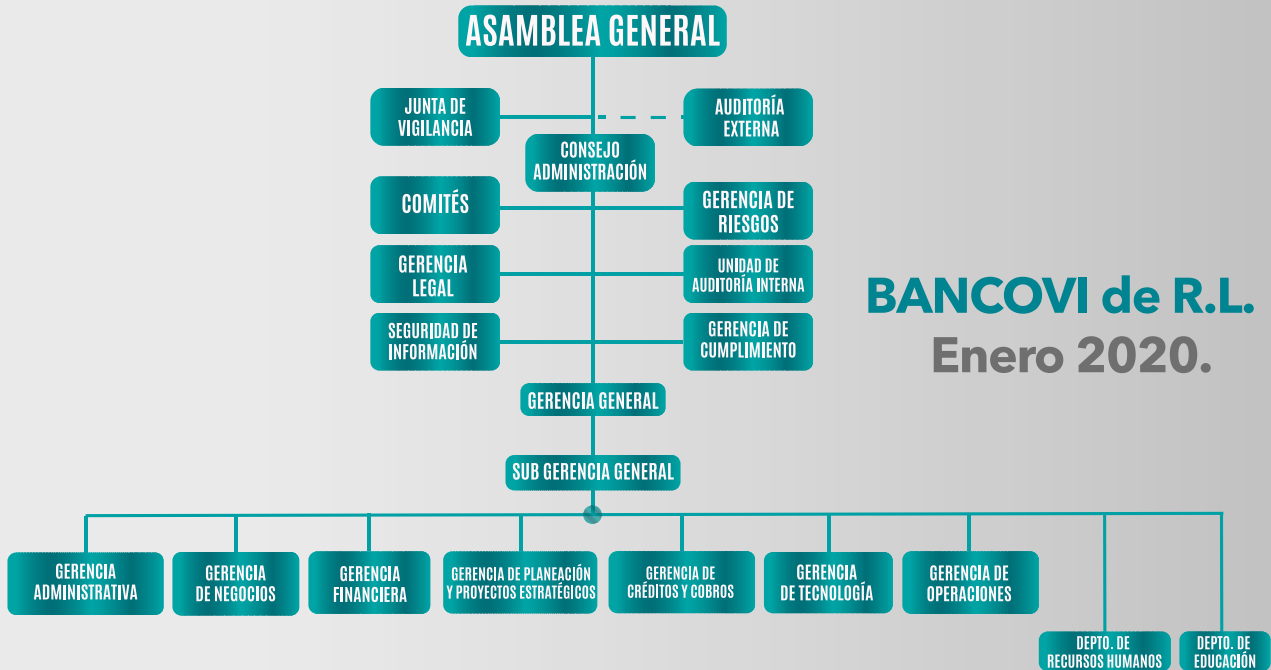 ASAMBLEA GENERAL
JUNTA DE
VIGILANCIA
AUDITORÍA
EXTERNA
CONSEJO
ADMINISTRACIÓN
COMITÉS
GERENCIA DE
RIESGOS
GERENCIA
LEGAL
UNIDAD DE
AUDITORÍA INTERNA
SEGURIDAD DE
INFORMACIÓN
GERENCIA DE
CUMPLIMIENTO
BANCOVI de R.L.
Enero 2020.
GERENCIA GENERAL
SUB GERENCIA GENERAL
GERENCIA
ADMINISTRATIVA
GERENCIA
DE NEGOCIOS
GERENCIA
FINANCIERA
GERENCIA DE PLANEACIÓN
Y PROYECTOS ESTRATÉGICOS
GERENCIA DE
CRÉDITOS Y COBROS
GERENCIA
DE TECNOLOGÍA
GERENCIA DE
OPERACIONES
DEPTO. DE
RECURSOS HUMANOS
DEPTO. DE
EDUCACIÓN